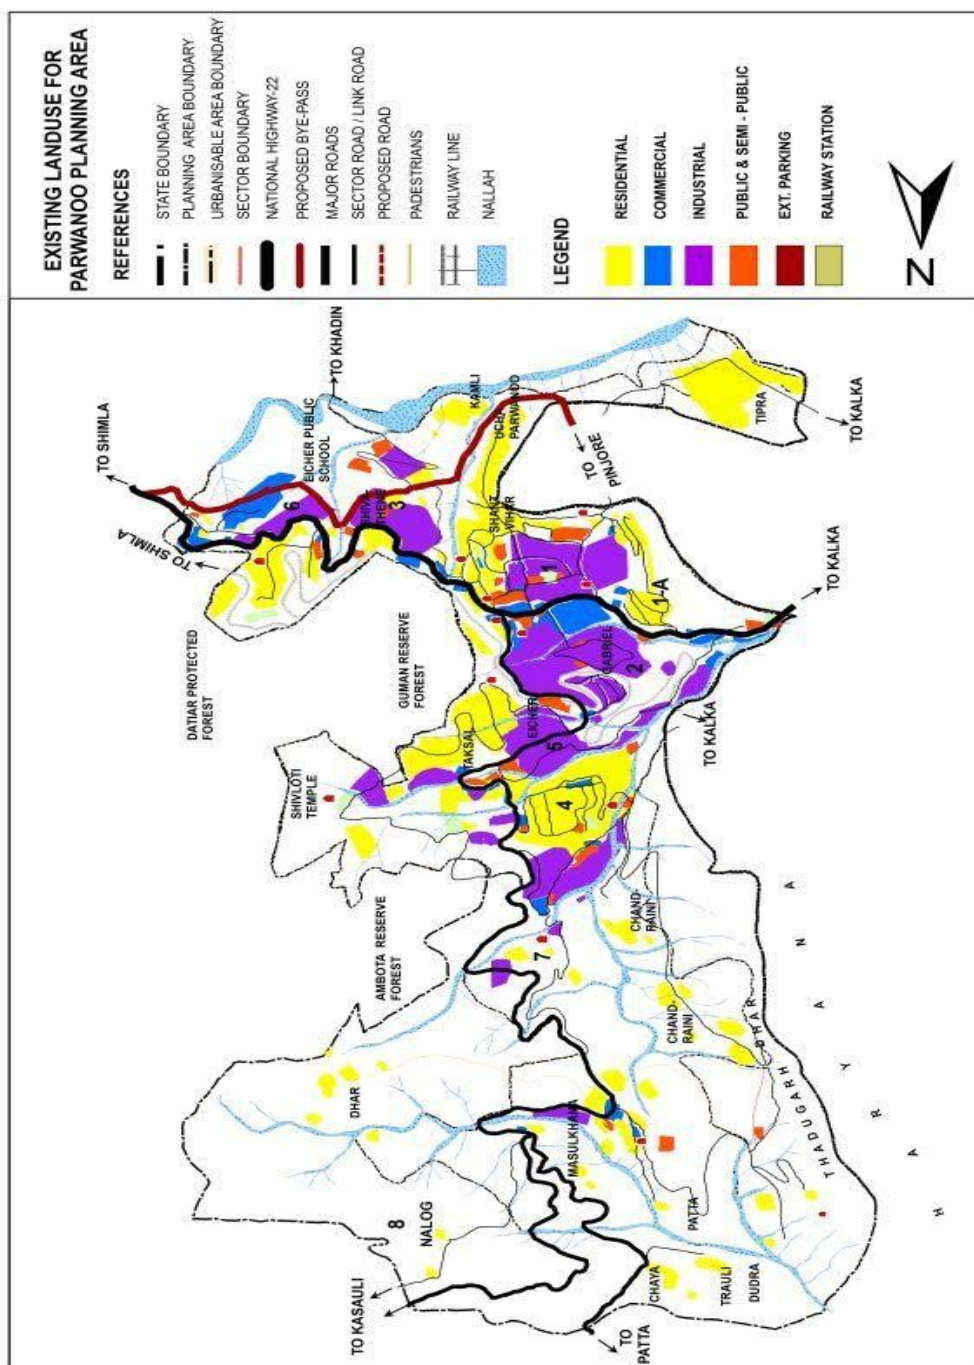 EXISTING LANDUSE FOR
PARWANOO PLANNING AREA
REFERENCES
STATE BOUNDARY
PLANNING AREA BOUNDARY
URBANISABLE AREA BOUNDARY
SECTOR BOUNDARY
NATIONAL HIGHWAY-22
PROPOSED BYE-PASS
MAJOR ROADS
SECTOR ROAD / LINK ROAD
PROPOSED ROAD
PADESTRIANS
RAILWAY LINE
NALLAH
LEGEND
RESIDENTIAL
COMMERCIAL
INDUSTRIAL
PUBLIC & SEMI - PUBLIC
EXT. PARKING
RAILWAY STATION
N
TO SHIMLA
TO SHIMLA
TO KHADIN
EICHER PUBLIC
SCHOOL
6
KAMLI
UCHA
PARWANOO
3
SHANTI
VIHAR
TO
PINJORE
TIPRA
TO KALKA
DATIAR PROTECTED
FOREST
GUMAN RESERVE
FOREST
1
1-A
TO KALKA
GABRIEL
2
EICHER
5
TAKSAL
TO KALKA
SHIVLOTI
TEMPLE
4
AMBOTA RESERVE
FOREST
7
CHAND
RAINI
CHAND-
RAINI
DHAR
MASULKHANA
THADUGARH DHAR
HARYANA
8
NALOG
PATTA
CHAYA
TRAULI
DUDRA
TO KASAULI
TO
PATTA